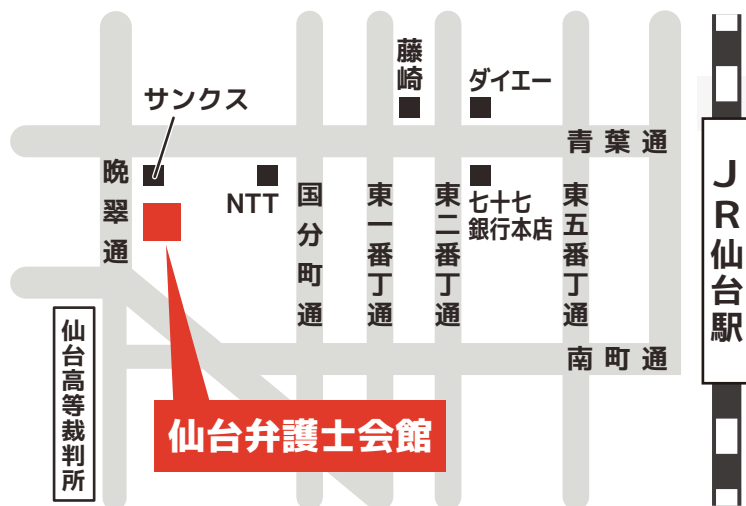 藤崎
ダイエー
サンクス
青葉通
晩翠通
NTT
国分町通
東一番丁通
東二番丁通
七十七
銀行本店
東五番丁通
JR仙台駅
南町通
仙台高等裁判所
仙台弁護士会館